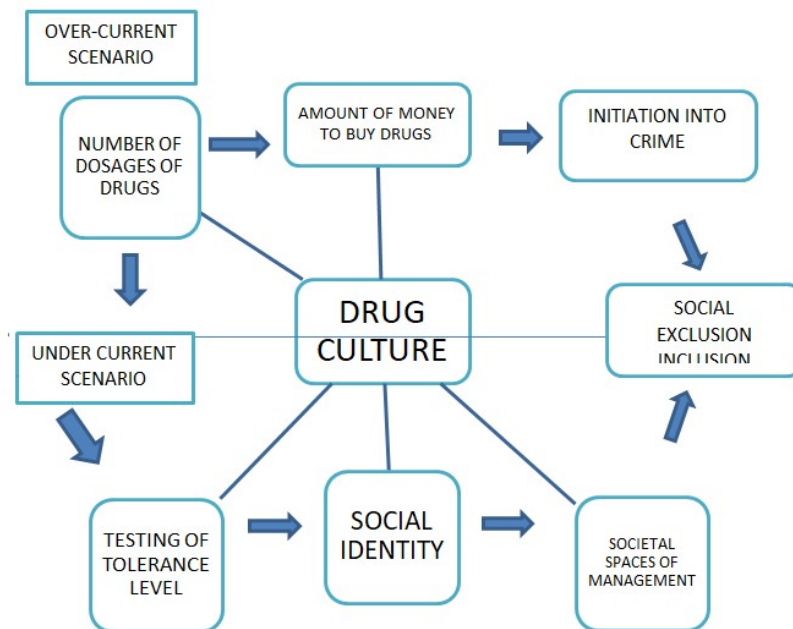 OVER-CURRENT
SCENARIO
NUMBER OF
DOSAGES OF
DRUGS
AMOUNT OF MONEY
TO BUY DRUGS
INITIATION INTO
CRIME
DRUG
CULTURE
SOCIAL
EXCLUSION
INCLUSION
UNDER CURRENT
SCENARIO
TESTING OF
TOLERANCE
LEVEL
SOCIAL
IDENTITY
SOCIETAL
SPACES OF
MANAGEMENT